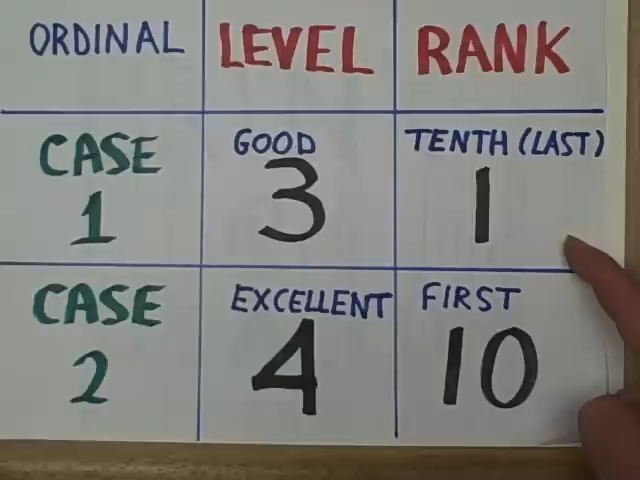 ORDINAL LEVEL RANK
CASE 1 GOOD 3 TENTH (LAST) 1
CASE 2 EXCELLENT 4 FIRST 10